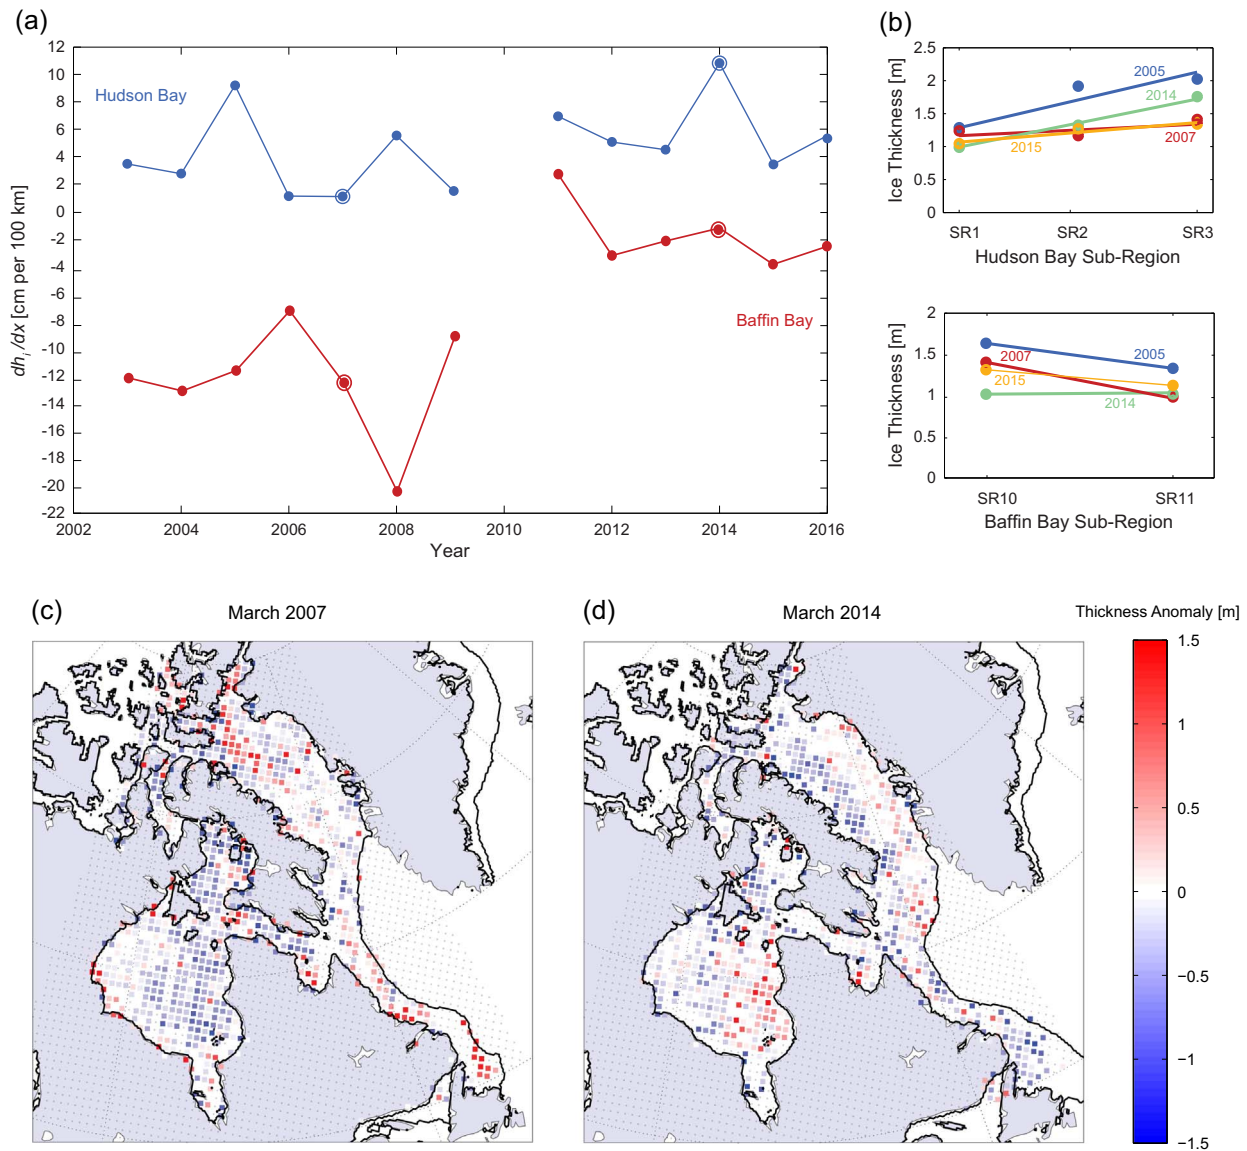 (a)
12
10
8
6
4
2
0
-2
-4
-6
-8
-10
-12
-14
-16
-18
-20
-22
dhᵢ/dx [cm per 100 km]
Hudson Bay
Baffin Bay
2002 2004 2006 2008 2010 2012 2014 2016
Year
(b)
2.5
2
1.5
1
0.5
0
Ice Thickness [m]
2005
2014
2007
2015
SR1 SR2 SR3
Hudson Bay Sub-Region
2
1.5
1
0.5
0
Ice Thickness [m]
2007
2005
2015
2014
SR10 SR11
Baffin Bay Sub-Region
(c)
March 2007
(d)
March 2014
Thickness Anomaly [m]
1.5
1
0.5
0
−0.5
−1
−1.5